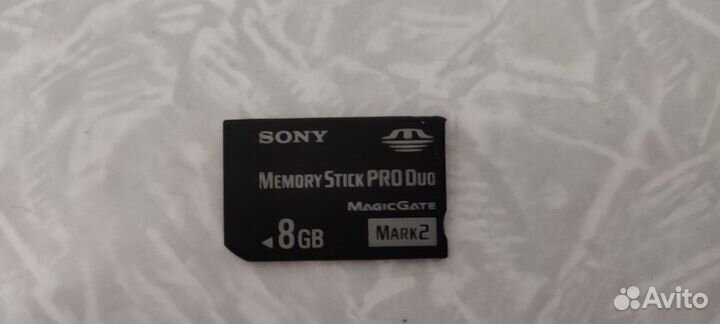 SONY
MEMORY STICK PRO DUO
MAGICGATE
8GB MARK2
Avito